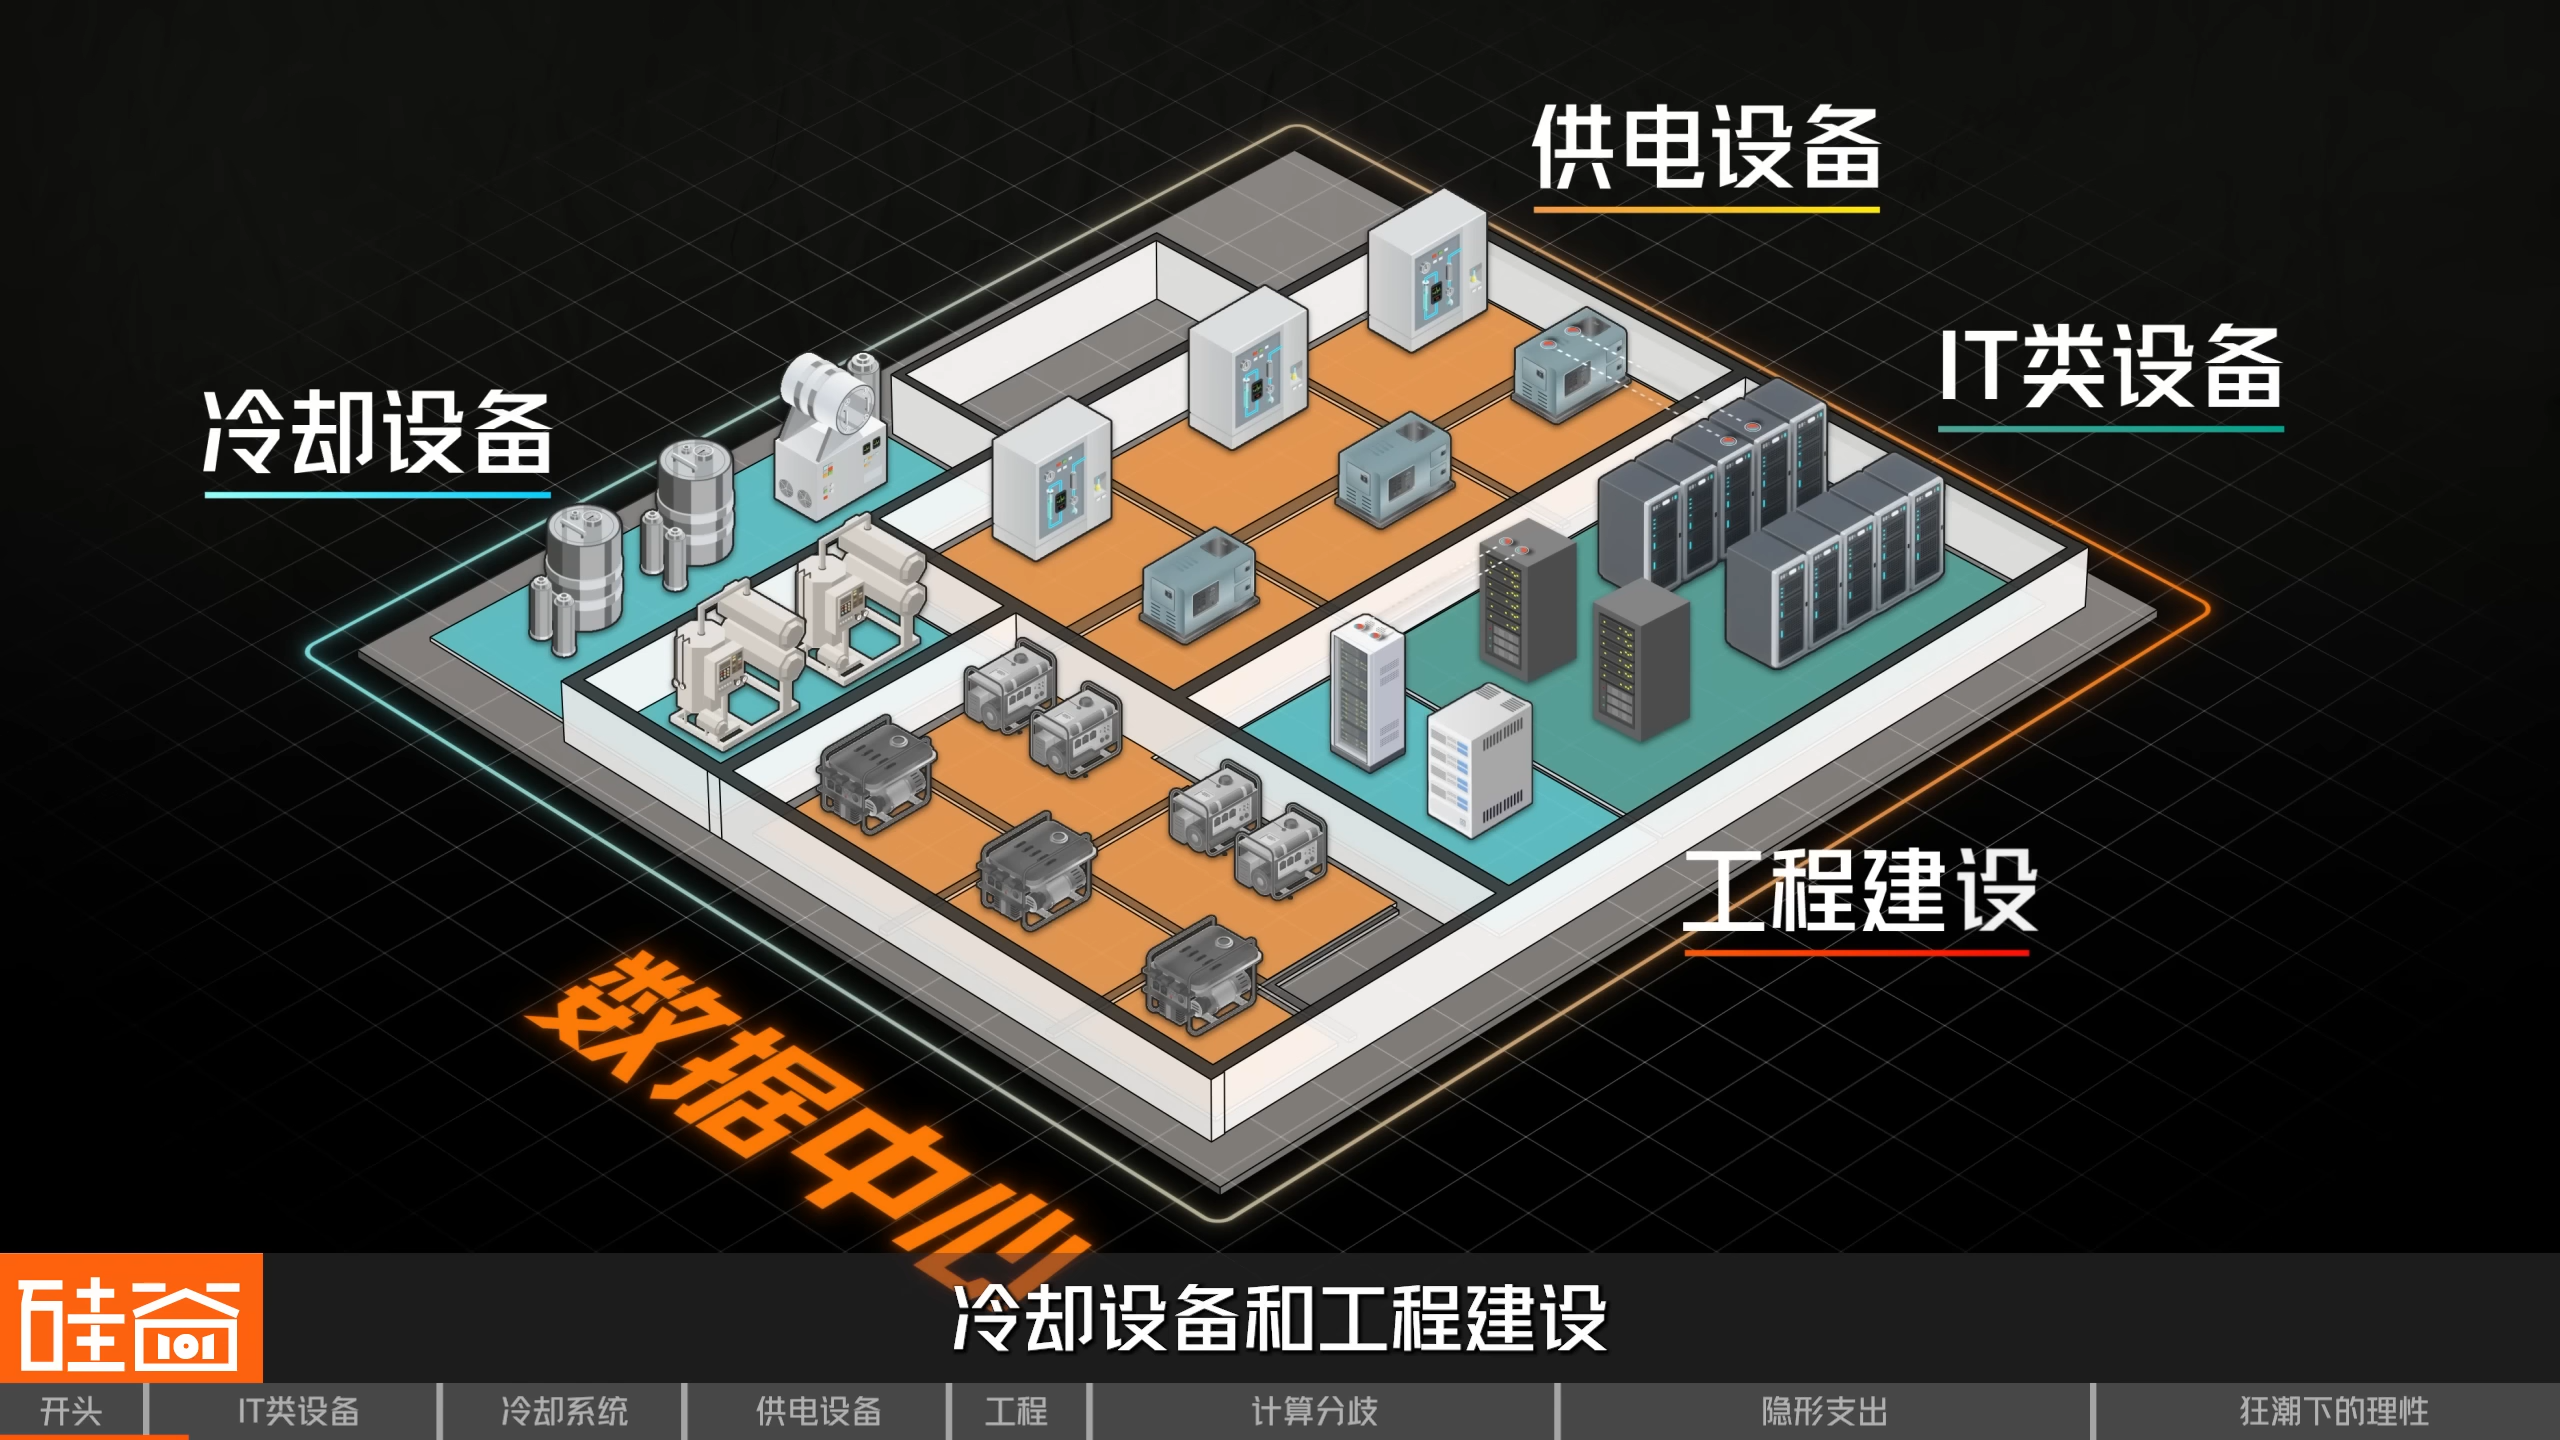 供电设备
IT类设备
冷却设备
工程建设
数据中心
硅谷
101
冷却设备和工程建设
开头
IT类设备
冷却系统
供电设备
工程
计算分歧
隐形支出
狂潮下的理性